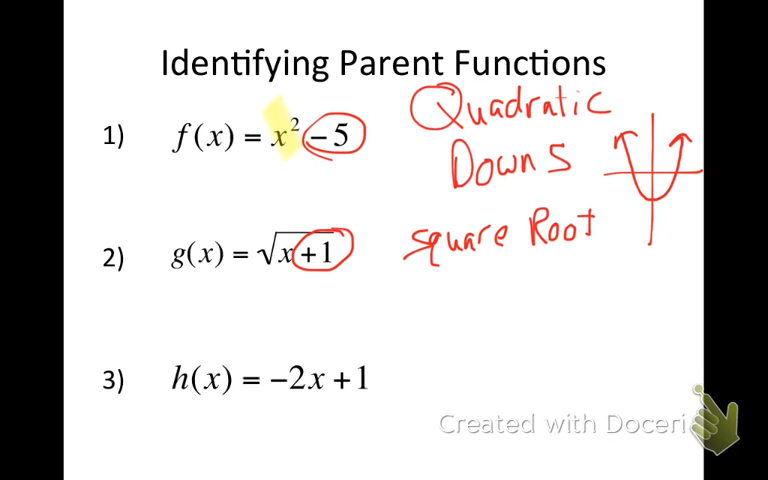 Identifying Parent Functions
1) f(x) = x² − 5
Quadratic
Down 5
2) g(x) = √(x + 1)
Square Root
3) h(x) = −2x + 1
Created with Doceri